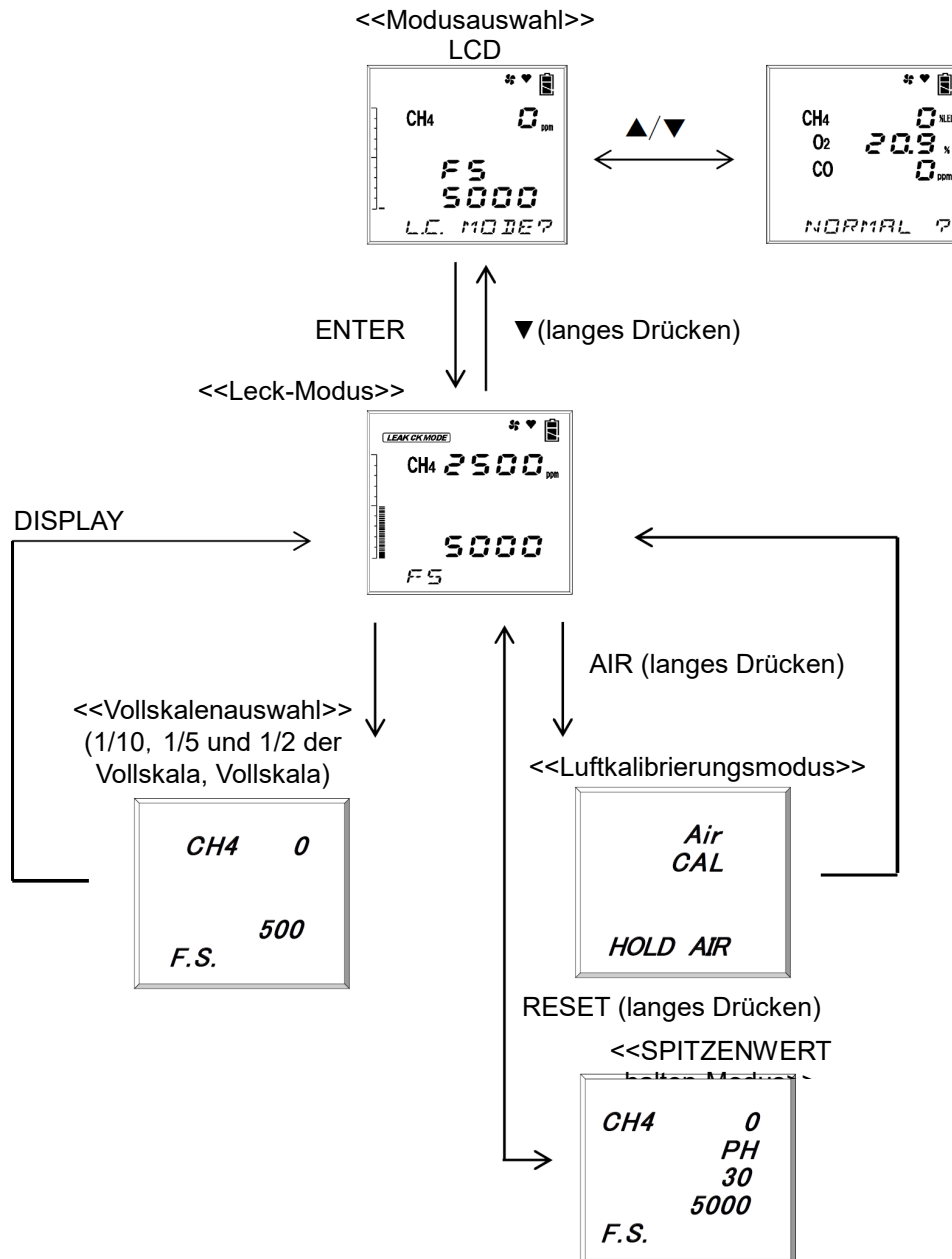 <<Modusauswahl>>
LCD
CH4 0 ppm
FS
5000
L.C. MODE?
▲/▼
CH4 0 %LEL
O2 20.9 %
CO 0 ppm
NORMAL ?
ENTER
▼(langes Drücken)
<<Leck-Modus>>
LEAK CK MODE
CH4 2500 ppm
5000
FS
DISPLAY
AIR (langes Drücken)
<<Vollskalenauswahl>>
(1/10, 1/5 und 1/2 der
Vollskala, Vollskala)
CH4 0
500
F.S.
<<Luftkalibrierungsmodus>>
Air
CAL
HOLD AIR
RESET (langes Drücken)
<<SPITZENWERT
halten-Modus>>
CH4 0
PH
30
5000
F.S.